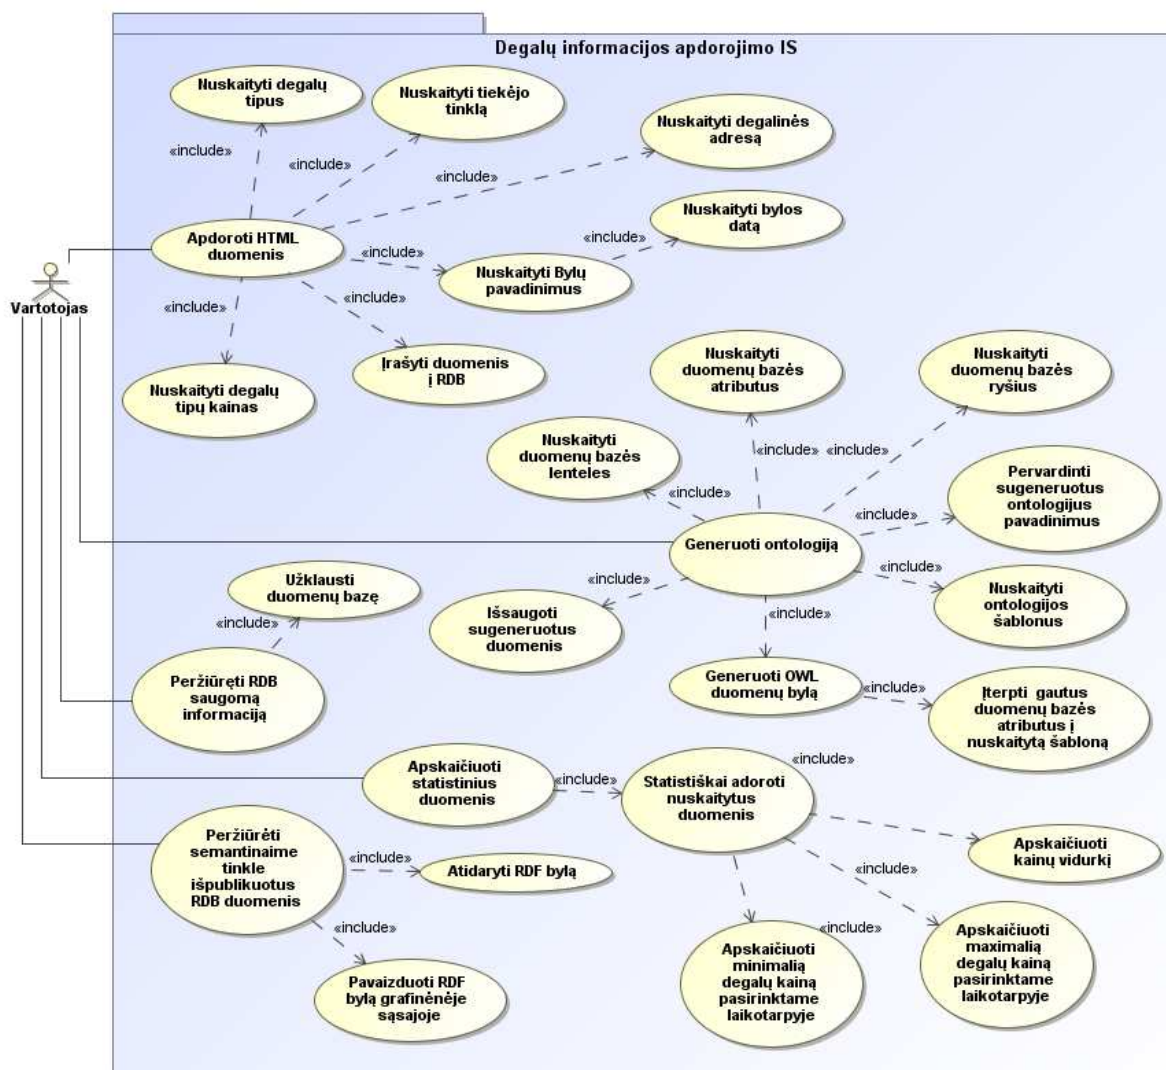 Degalų informacijos apdorojimo IS
Nuskaityti degalų
tipus
Nuskaityti tiekėjo
tinklą
Nuskaityti degalinės
adresą
«include»
«include»
«include»
Nuskaityti bylos
datą
Apdoroti HTML
duomenis
«include»
«include»
Nuskaityti Bylų
pavadinimus
Vartotojas
«include»
«include»
Įrašyti duomenis
į RDB
Nuskaityti degalų
tipų kainas
Nuskaityti
duomenų bazės
atributus
Nuskaityti
duomenų bazės
ryšius
Nuskaityti
duomenų bazės
lenteles
«include»
«include»
«include»
Pervardinti
sugeneruotus
ontologijus
pavadinimus
«include»
Generuoti ontologiją
«include»
Nuskaityti
ontologijos
šablonus
Užklausti
duomenų bazę
«include»
Išsaugoti
sugeneruotus
duomenis
«include»
«include»
Peržiūręti RDB
saugomą
informaciją
Generuoti OWL
duomenų bylą
«include»
Įterpti gautus
duomenų bazės
atributus į
nuskaitytą šabloną
Apskaičiuoti
statistinius
duomenis
«include»
Statistiškai adoroti
nuskaitytus
duomenis
«include»
Peržiūrėti
semantinaime
tinkle
išpublikuotus
RDB duomenis
«include»
Atidaryti RDF bylą
Apskaičiuoti
kainų vidurkį
«include»
«include»
«include»
Pavaizduoti RDF
bylą grafinėnėje
sąsajoje
Apskaičiuoti
minimalią
degalų kainą
pasirinktame
laikotarpyje
Apskaičiuoti
maximalią
degalų kainą
pasirinktame
laikotarpyje